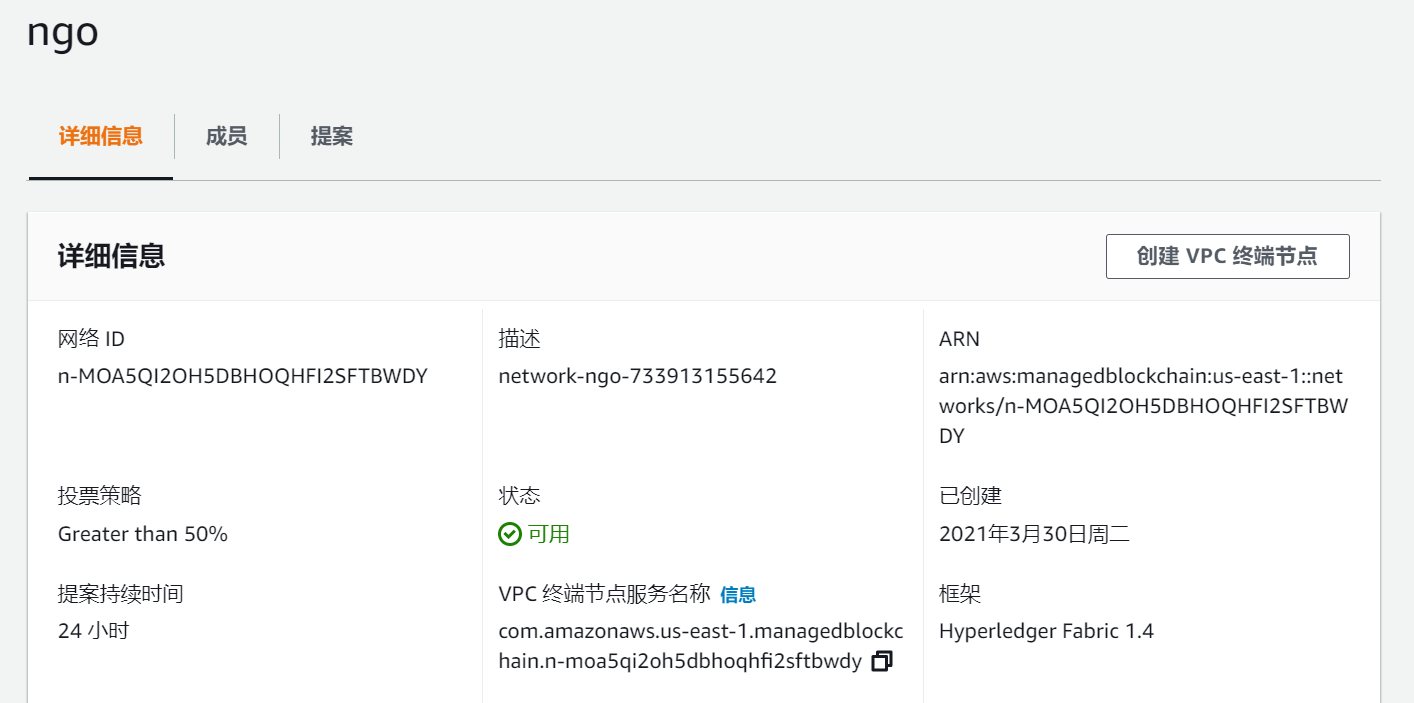 ngo
详细信息
成员
提案
详细信息
创建 VPC 终端节点
网络 ID
n-MOA5QI2OH5DBHOQHFI2SFTBWDY
描述
network-ngo-733913155642
ARN
arn:aws:managedblockchain:us-east-1::net
works/n-MOA5QI2OH5DBHOQHFI2SFTBW
DY
投票策略
Greater than 50%
状态
可用
已创建
2021年3月30日周二
提案持续时间
24 小时
VPC 终端节点服务名称 信息
com.amazonaws.us-east-1.managedblockc
hain.n-moa5qi2oh5dbhoqhfi2sftbwdy
框架
Hyperledger Fabric 1.4